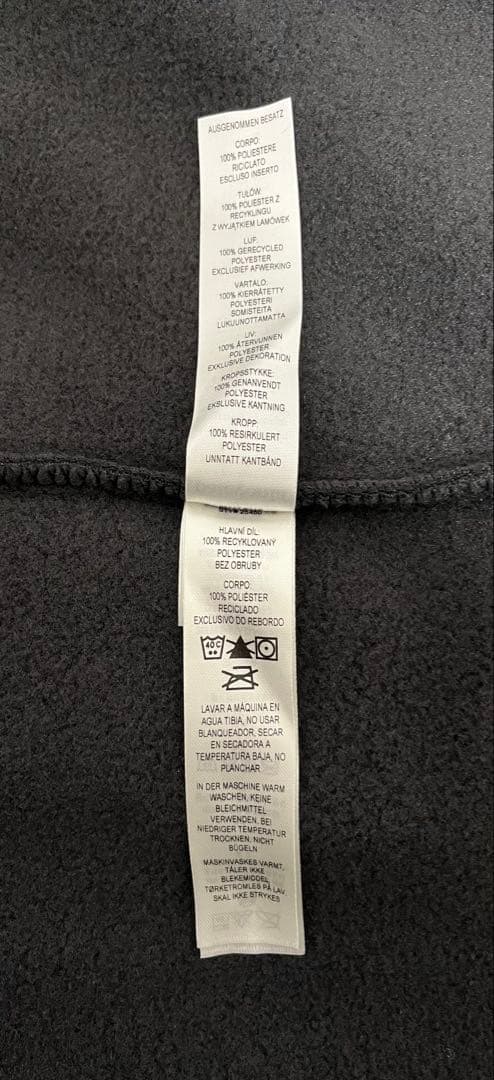 AUSGENOMMEN BESATZ
CORPO:
100% POLIESTERE
RICICLATO
ESCLUSO INSERTO
TUŁÓW:
100% POLIESTER Z
RECYKLINGU
Z WYJĄTKIEM LAMÓWEK
LIJF:
100% GERECYCLED
POLYESTER
EXCLUSIEF AFWERKING
VARTALO:
100% KIERRÄTETTY
POLYESTERI
SOMISTEITA
LUKUUNOTTAMATTA
LIV:
100% ÅTERVUNNEN
POLYESTER
EXKLUSIVE DEKORATION
KROPSSTYKKE:
100% GENANVENDT
POLYESTER
EKSLUSIVE KANTNING
KROPP:
100% RESIRKULERT
POLYESTER
UNNTATT KANTBÅND
HLAVNÍ DÍL:
100% RECYKLOVANÝ
POLYESTER
BEZ OBRUBY
CORPO:
100% POLIÉSTER
RECICLADO
EXCLUSIVO DO REBORDO
40C
LAVAR A MÁQUINA EN
AGUA TIBIA, NO USAR
BLANQUEADOR, SECAR
EN SECADORA A
TEMPERATURA BAJA, NO
PLANCHAR
IN DER MASCHINE WARM
WASCHEN, KEINE
BLEICHMITTEL
VERWENDEN, BEI
NIEDRIGER TEMPERATUR
TROCKNEN, NICHT
BÜGELN
MASKINVASKES VARMT,
TÅLER IKKE
BLEKEMIDDEL,
TØRKETROMLES PÅ LAV,
SKAL IKKE STRYKES